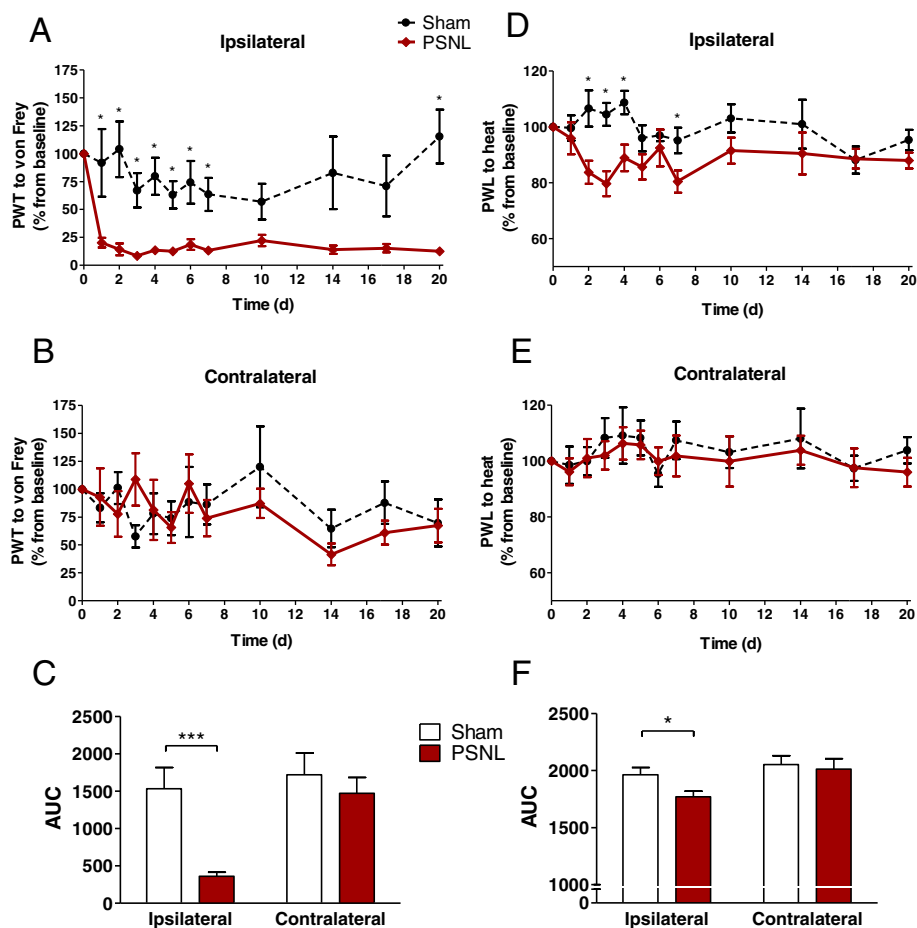 A
Ipsilateral
Sham
PSNL
PWT to von Frey
(% from baseline)
175
150
125
100
75
50
25
0
* * * * * * * *
0 2 4 6 8 10 12 14 16 18 20
Time (d)
D
Ipsilateral
PWL to heat
(% from baseline)
120
100
80
60
* * * *
0 2 4 6 8 10 12 14 16 18 20
Time (d)
B
Contralateral
PWT to von Frey
(% from baseline)
175
150
125
100
75
50
25
0
0 2 4 6 8 10 12 14 16 18 20
Time (d)
E
Contralateral
PWL to heat
(% from baseline)
120
100
80
60
0 2 4 6 8 10 12 14 16 18 20
Time (d)
C
AUC
2500
2000
1500
1000
500
0
***
Ipsilateral Contralateral
Sham
PSNL
F
AUC
2500
2000
1500
1000
0
*
Ipsilateral Contralateral